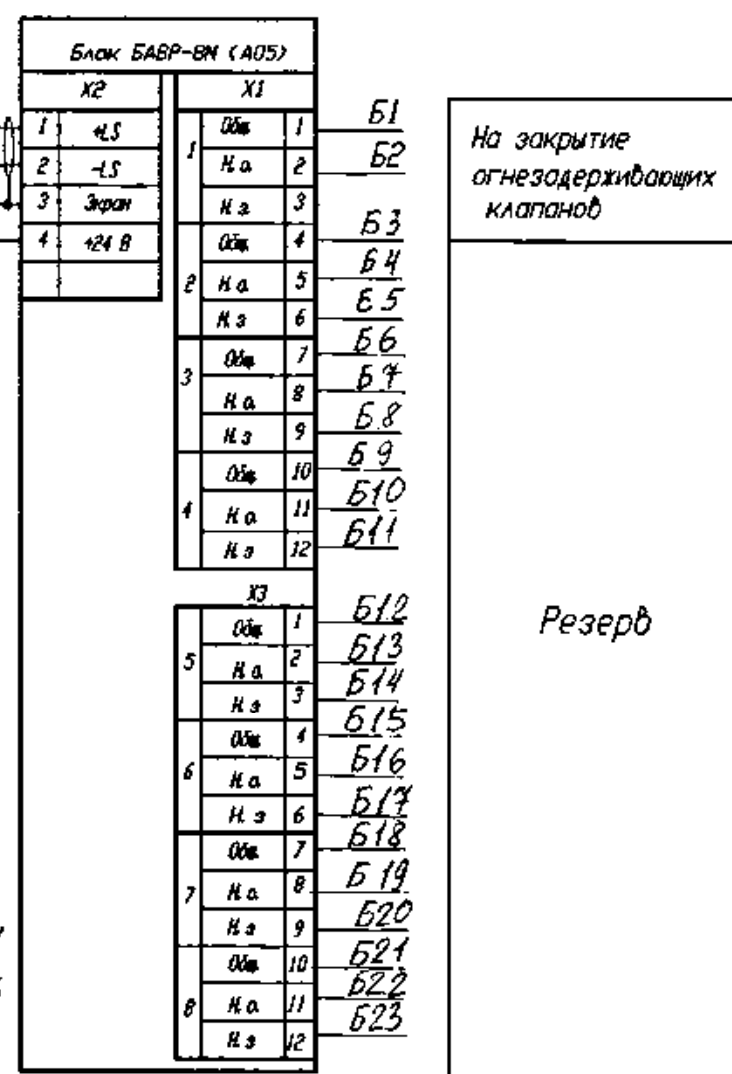 Блок БАВР-8М (А05)
X2 X1
1 +LS
2 -LS
3 Экран
4 +24 В
1 Общ 1 Б1
Н.о. 2 Б2
Н.з 3
2 Общ 4 Б3
Н.о. 5 Б4
Н.з 6 Б5
3 Общ 7 Б6
Н.о. 8 Б7
Н.з 9 Б8
4 Общ 10 Б9
Н.о. 11 Б10
Н.з 12 Б11
X3
5 Общ 1 Б12
Н.о. 2 Б13
Н.з 3 Б14
6 Общ 4 Б15
Н.о. 5 Б16
Н.з 6 Б17
7 Общ 7 Б18
Н.о. 8 Б19
Н.з 9 Б20
8 Общ 10 Б21
Н.о. 11 Б22
Н.з 12 Б23
На закрытие
огнезадерживающих
клапанов
Резерв